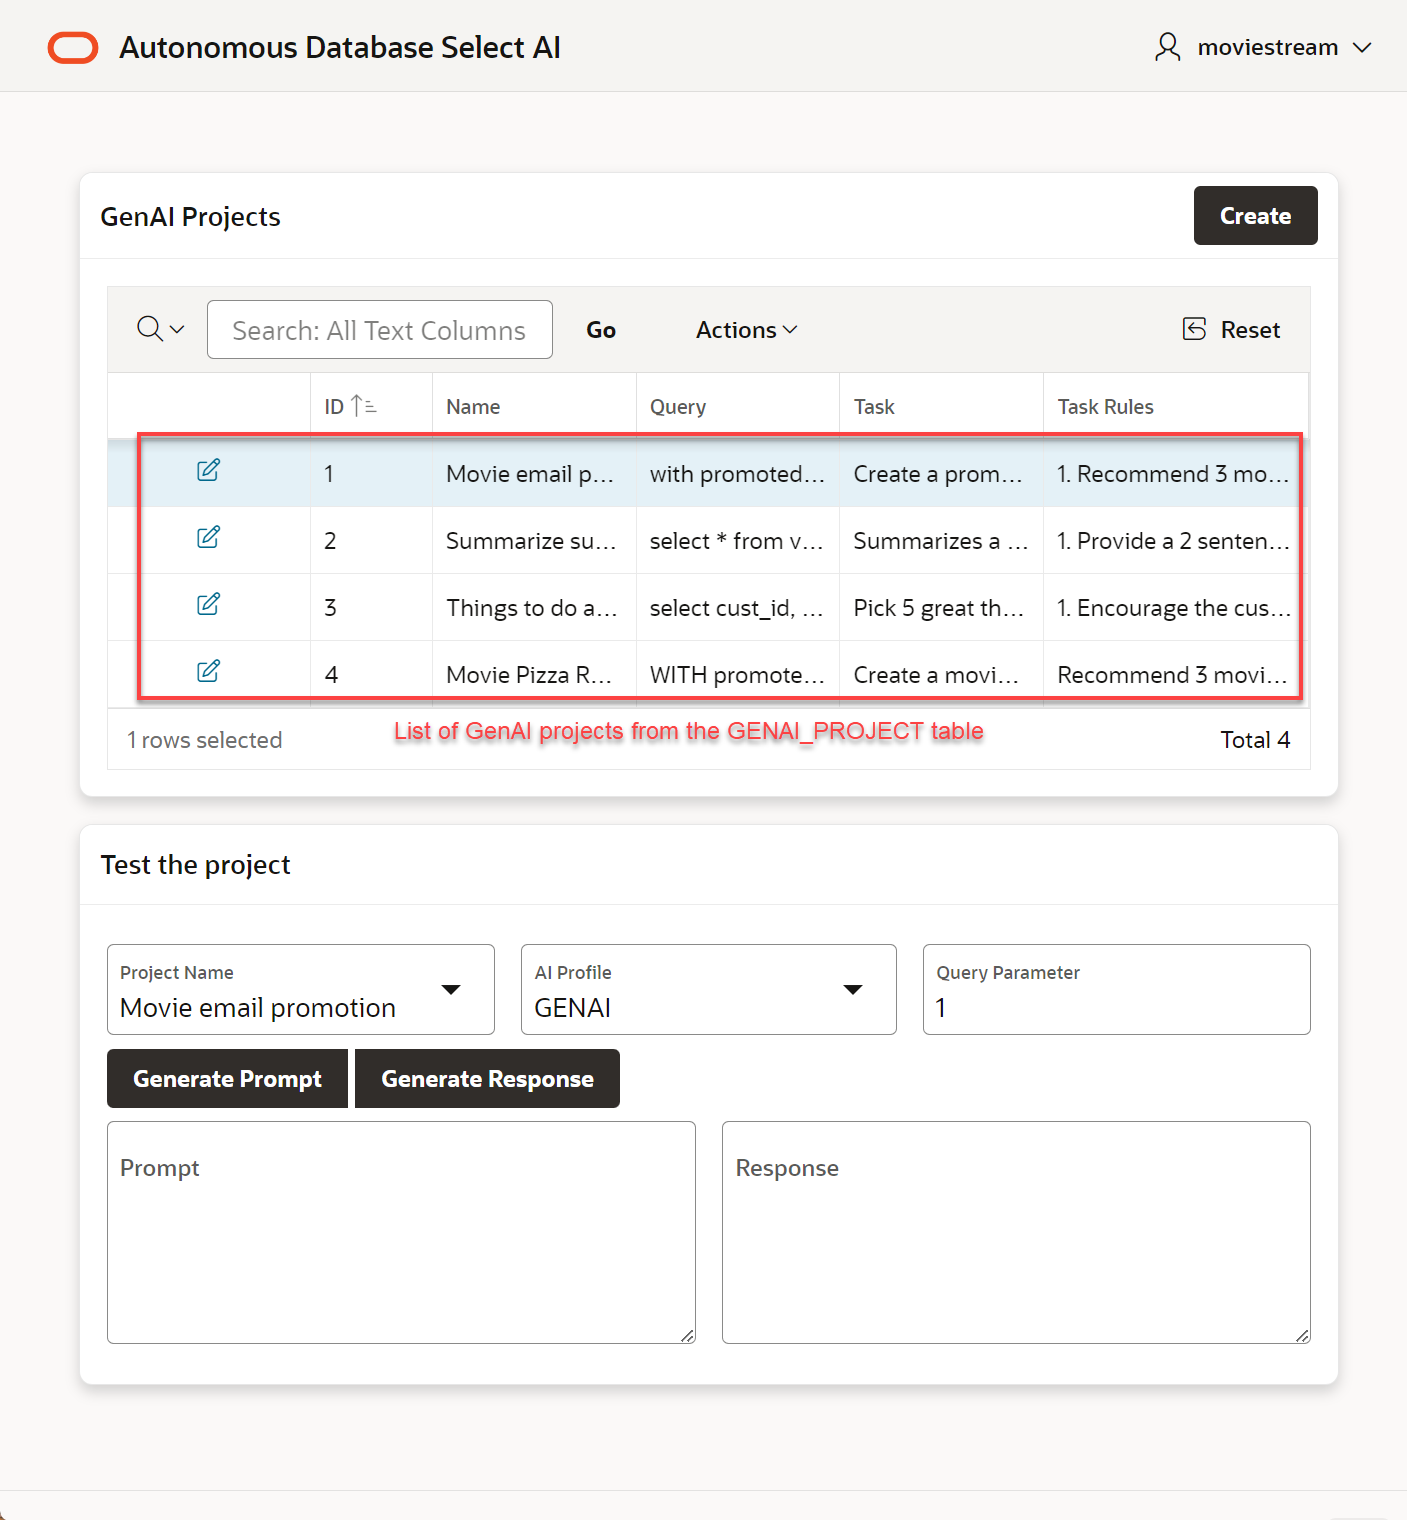 Autonomous Database Select AI
moviestream
GenAI Projects
Create
Search: All Text Columns
Go
Actions
Reset
ID
Name
Query
Task
Task Rules
1
Movie email p...
with promoted...
Create a prom...
1. Recommend 3 mo...
2
Summarize su...
select * from v...
Summarizes a ...
1. Provide a 2 senten...
3
Things to do a...
select cust_id, ...
Pick 5 great th...
1. Encourage the cus...
4
Movie Pizza R...
WITH promote...
Create a movi...
Recommend 3 movi...
1 rows selected
List of GenAI projects from the GENAI_PROJECT table
Total 4
Test the project
Project Name
Movie email promotion
AI Profile
GENAI
Query Parameter
1
Generate Prompt
Generate Response
Prompt
Response